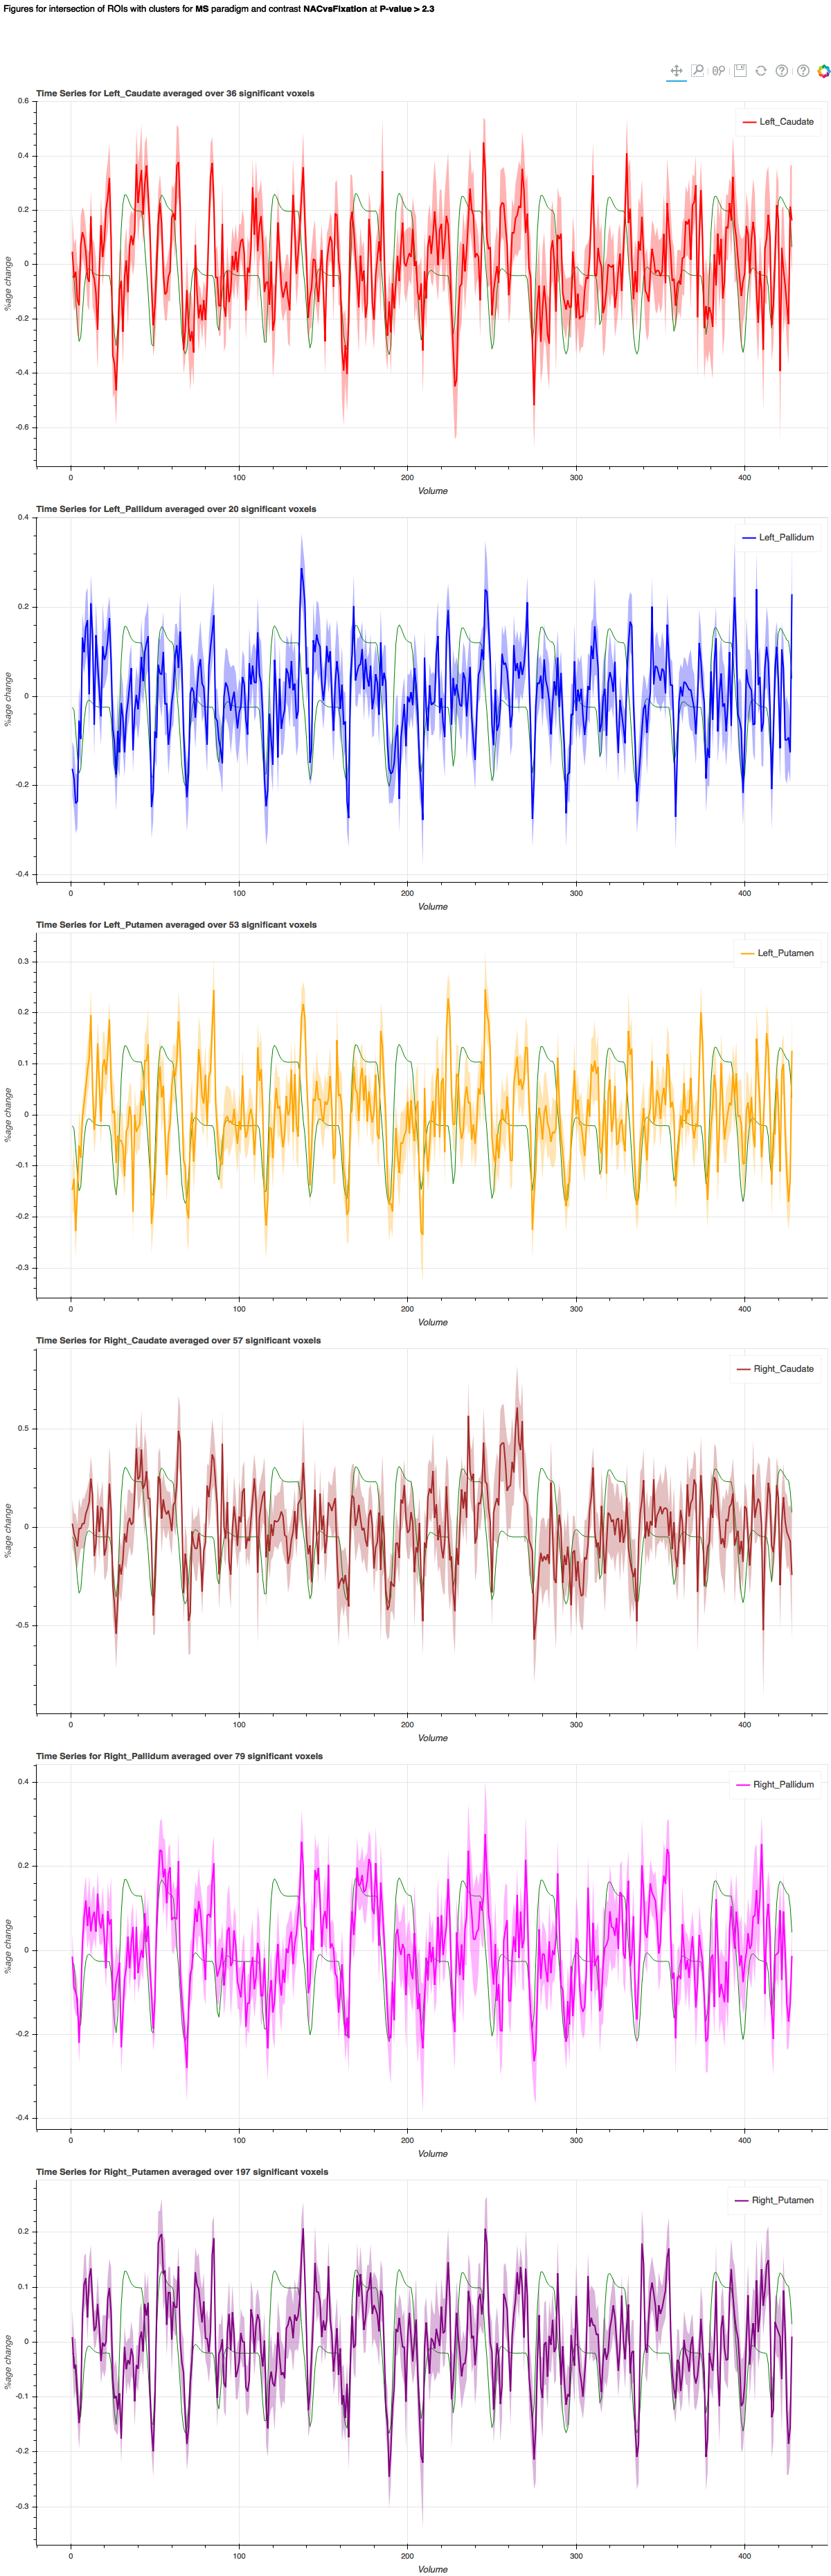 Figures for intersection of ROIs with clusters for MS paradigm and contrast NACvsFixation at P-value > 2.3
Time Series for Left_Caudate averaged over 36 significant voxels
Left_Caudate
0.6
0.4
0.2
0
-0.2
-0.4
-0.6
%age change
0 100 200 300 400
Volume
Time Series for Left_Pallidum averaged over 20 significant voxels
Left_Pallidum
0.4
0.2
0
-0.2
-0.4
%age change
0 100 200 300 400
Volume
Time Series for Left_Putamen averaged over 53 significant voxels
Left_Putamen
0.3
0.2
0.1
0
-0.1
-0.2
-0.3
%age change
0 100 200 300 400
Volume
Time Series for Right_Caudate averaged over 57 significant voxels
Right_Caudate
0.5
0
-0.5
%age change
0 100 200 300 400
Volume
Time Series for Right_Pallidum averaged over 79 significant voxels
Right_Pallidum
0.4
0.2
0
-0.2
-0.4
%age change
0 100 200 300 400
Volume
Time Series for Right_Putamen averaged over 197 significant voxels
Right_Putamen
0.2
0.1
0
-0.1
-0.2
-0.3
%age change
0 100 200 300 400
Volume